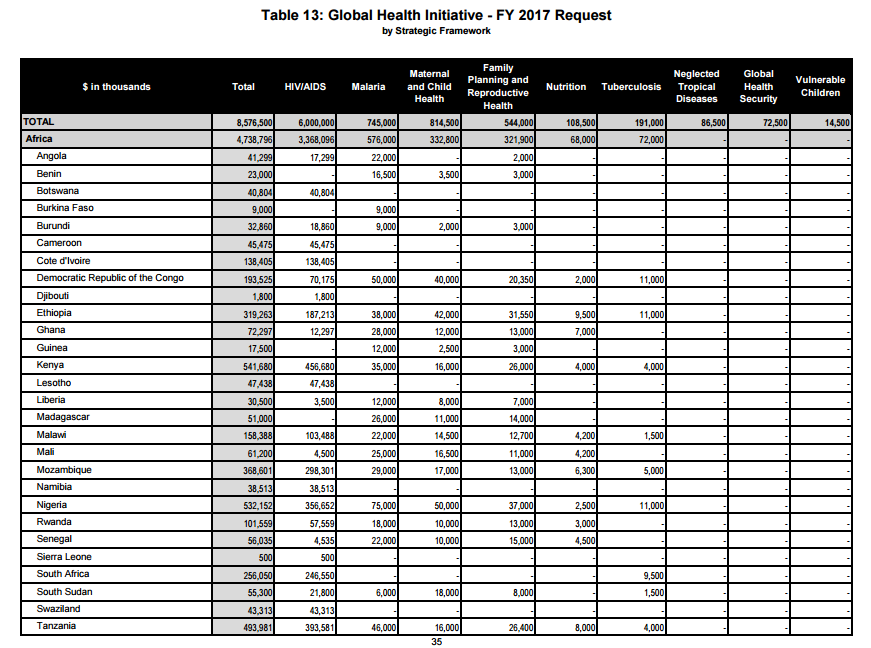 Table 13: Global Health Initiative - FY 2017 Request
by Strategic Framework
$ in thousands Total HIV/AIDS Malaria Maternal and Child Health Family Planning and Reproductive Health Nutrition Tuberculosis Neglected Tropical Diseases Global Health Security Vulnerable Children
TOTAL 8,576,500 6,000,000 745,000 814,500 544,000 108,500 191,000 86,500 72,500 14,500
Africa 4,738,796 3,368,096 576,000 332,800 321,900 68,000 72,000 - - -
Angola 41,299 17,299 22,000 - 2,000 - - - - -
Benin 23,000 - 16,500 3,500 3,000 - - - - -
Botswana 40,804 40,804 - - - - - - - -
Burkina Faso 9,000 - 9,000 - - - - - - -
Burundi 32,860 18,860 9,000 2,000 3,000 - - - - -
Cameroon 45,475 45,475 - - - - - - - -
Cote d'Ivoire 138,405 138,405 - - - - - - - -
Democratic Republic of the Congo 193,525 70,175 50,000 40,000 20,350 2,000 11,000 - - -
Djibouti 1,800 1,800 - - - - - - - -
Ethiopia 319,263 187,213 38,000 42,000 31,550 9,500 11,000 - - -
Ghana 72,297 12,297 28,000 12,000 13,000 7,000 - - - -
Guinea 17,500 - 12,000 2,500 3,000 - - - - -
Kenya 541,680 456,680 35,000 16,000 26,000 4,000 4,000 - - -
Lesotho 47,438 47,438 - - - - - - - -
Liberia 30,500 3,500 12,000 8,000 7,000 - - - - -
Madagascar 51,000 - 26,000 11,000 14,000 - - - - -
Malawi 158,388 103,488 22,000 14,500 12,700 4,200 1,500 - - -
Mali 61,200 4,500 25,000 16,500 11,000 4,200 - - - -
Mozambique 368,601 298,301 29,000 17,000 13,000 6,300 5,000 - - -
Namibia 38,513 38,513 - - - - - - - -
Nigeria 532,152 356,652 75,000 50,000 37,000 2,500 11,000 - - -
Rwanda 101,559 57,559 18,000 10,000 13,000 3,000 - - - -
Senegal 56,035 4,535 22,000 10,000 15,000 4,500 - - - -
Sierra Leone 500 500 - - - - - - - -
South Africa 256,050 246,550 - - - - 9,500 - - -
South Sudan 55,300 21,800 6,000 18,000 8,000 - 1,500 - - -
Swaziland 43,313 43,313 - - - - - - - -
Tanzania 493,981 393,581 46,000 16,000 26,400 8,000 4,000 - - -
35